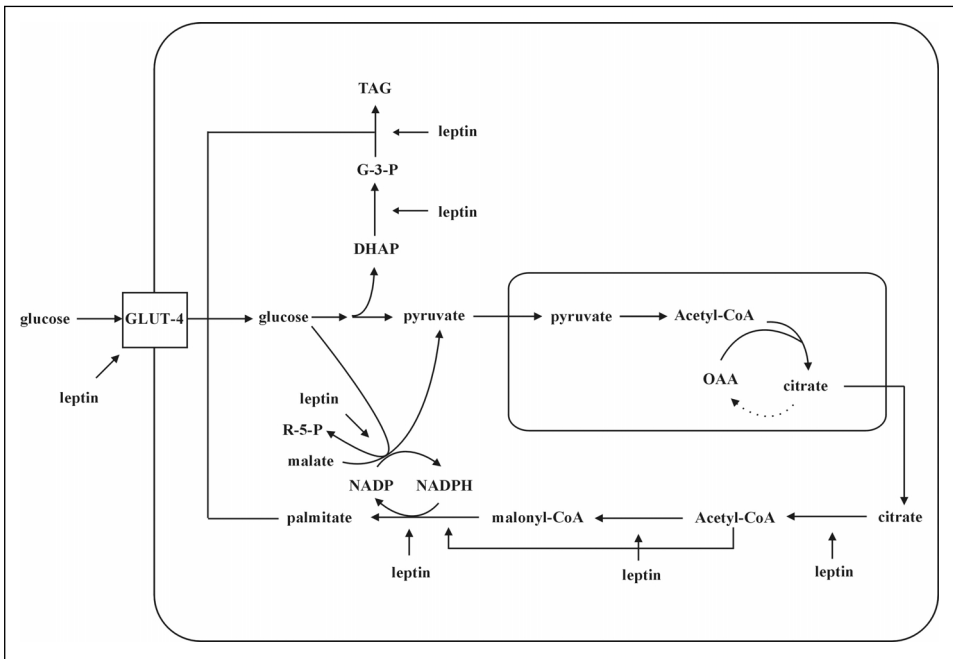 TAG
leptin
G-3-P
leptin
DHAP
glucose
GLUT-4
glucose
pyruvate
pyruvate
Acetyl-CoA
leptin
OAA
citrate
leptin
R-5-P
malate
NADP
NADPH
palmitate
malonyl-CoA
Acetyl-CoA
citrate
leptin
leptin
leptin